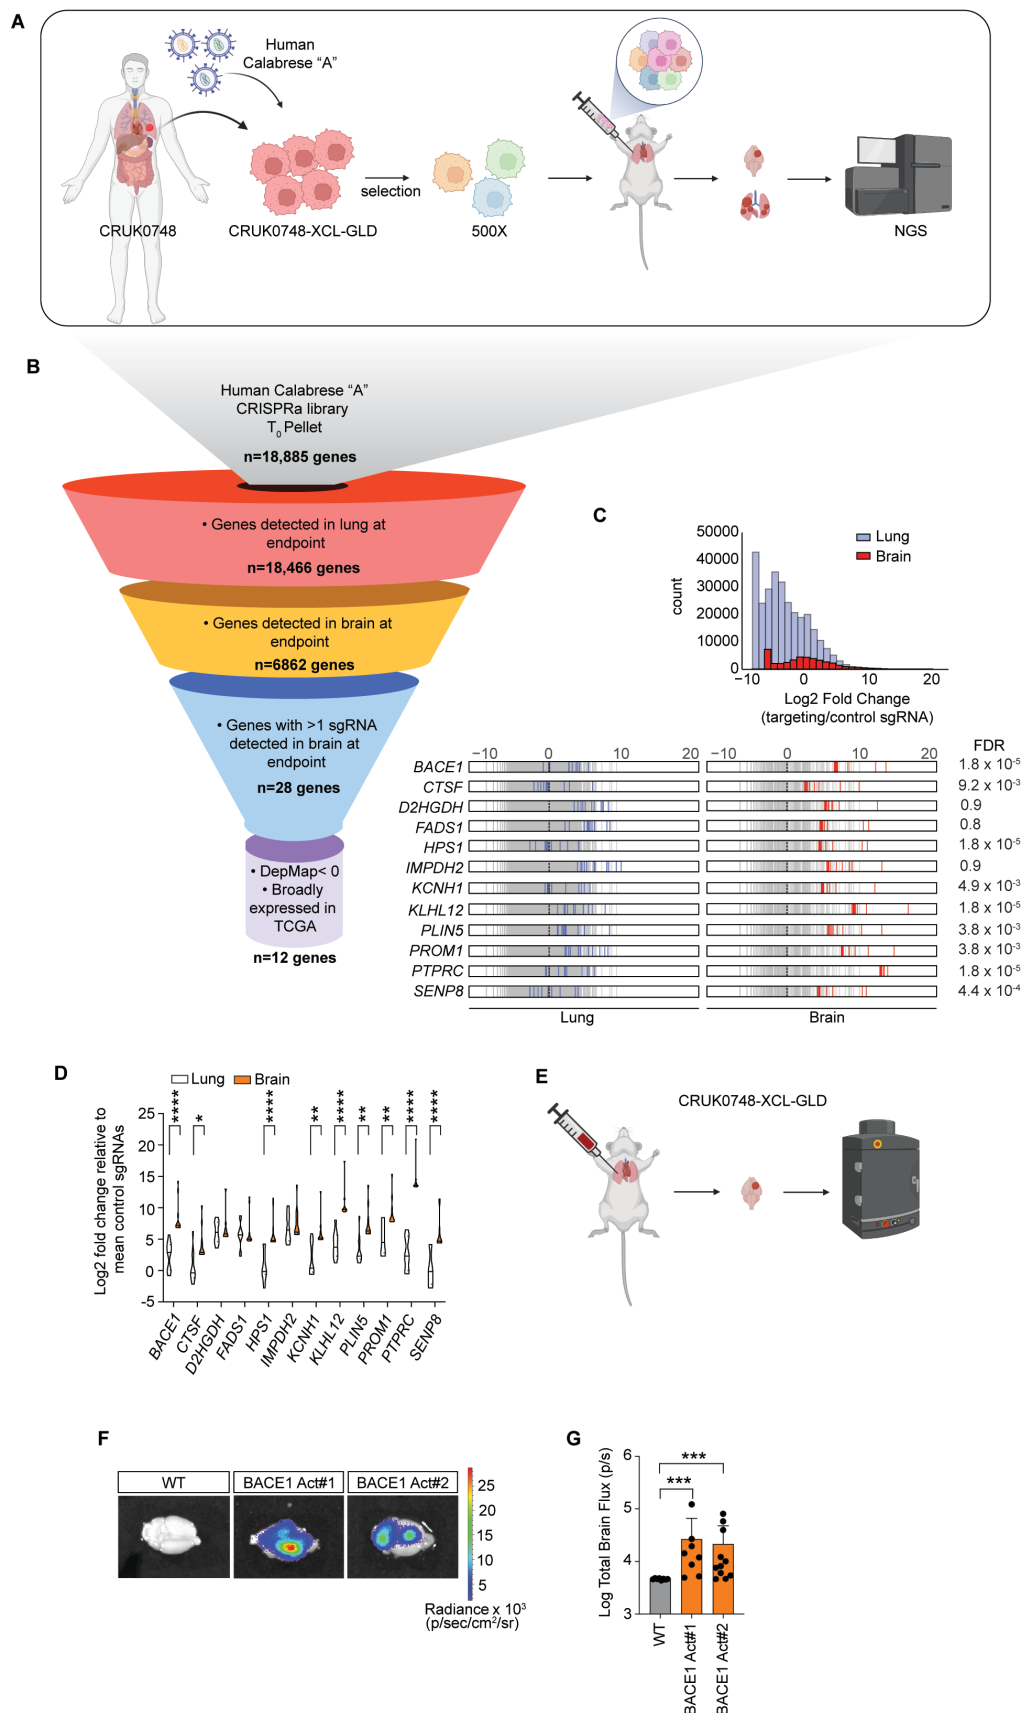 A
Human
Calabrese “A”
selection
CRUK0748
CRUK0748-XCL-GLD
500X
NGS
B
Human Calabrese “A”
CRISPRa library
T0 Pellet
n=18,885 genes
• Genes detected in lung at
endpoint
n=18,466 genes
• Genes detected in brain at
endpoint
n=6862 genes
• Genes with >1 sgRNA
detected in brain at
endpoint
n=28 genes
• DepMap< 0
• Broadly
expressed in
TCGA
n=12 genes
C
50000
40000
30000
20000
10000
0
count
Lung
Brain
−10 0 10 20
Log2 Fold Change
(targeting/control sgRNA)
−10 0 10 20 −10 0 10 20 FDR
BACE1 1.8 x 10-5
CTSF 9.2 x 10-3
D2HGDH 0.9
FADS1 0.8
HPS1 1.8 x 10-5
IMPDH2 0.9
KCNH1 4.9 x 10-3
KLHL12 1.8 x 10-5
PLIN5 3.8 x 10-3
PROM1 3.8 x 10-3
PTPRC 1.8 x 10-5
SENP8 4.4 x 10-4
Lung Brain
D
Lung Brain
**** * **** ** **** ** ** **** ****
Log2 fold change relative to
mean control sgRNAs
25
20
15
10
5
0
-5
BACE1
CTSF
D2HGDH
FADS1
HPS1
IMPDH2
KCNH1
KLHL12
PLIN5
PROM1
PTPRC
SENP8
E
CRUK0748-XCL-GLD
F
WT BACE1 Act#1 BACE1 Act#2
25
20
15
10
5
Radiance x 10³
(p/sec/cm²/sr)
G
Log Total Brain Flux (p/s)
6
5
4
3
***
***
WT
BACE1 Act#1
BACE1 Act#2